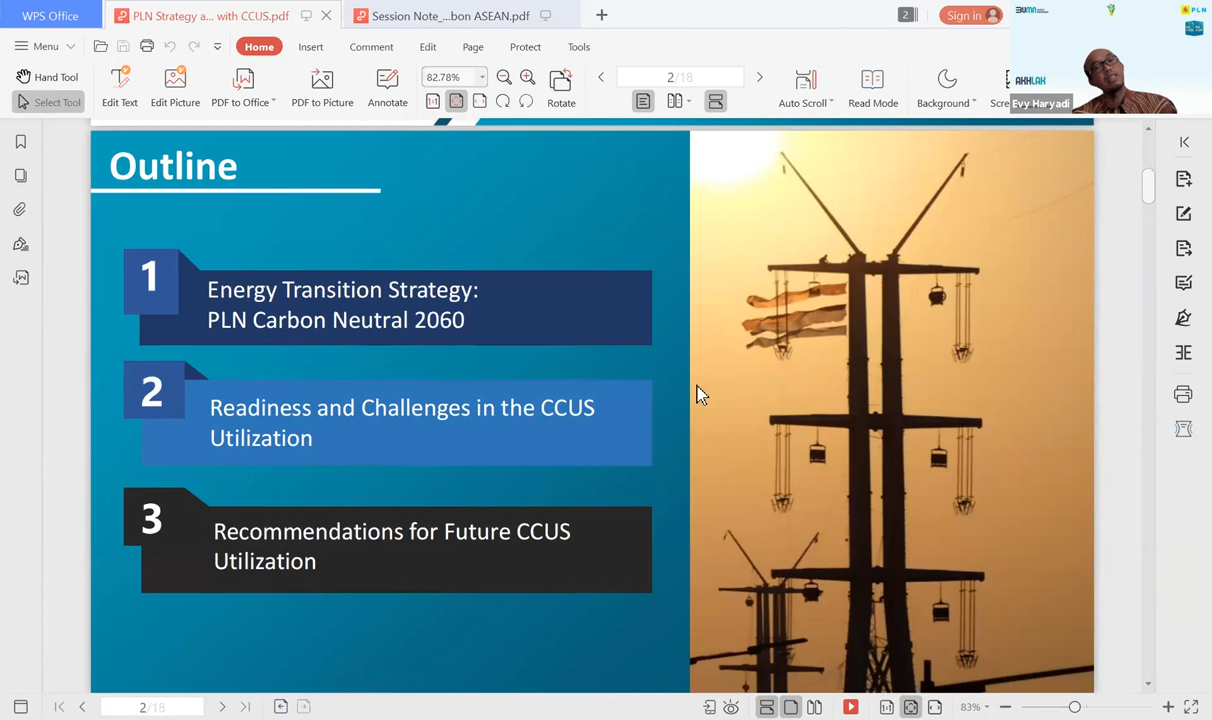 WPS Office
PLN Strategy a... with CCUS.pdf
Session Note_...bon ASEAN.pdf
2
Sign in
Menu
Home
Insert
Comment
Edit
Page
Protect
Tools
Hand Tool
Select Tool
Edit Text
Edit Picture
PDF to Office
PDF to Picture
Annotate
82.78%
Rotate
2/18
Auto Scroll
Read Mode
Background
BUMN
PLN
AKHLAK
Evy Haryadi
Outline
1
Energy Transition Strategy:
PLN Carbon Neutral 2060
2
Readiness and Challenges in the CCUS
Utilization
3
Recommendations for Future CCUS
Utilization
2/18
83%